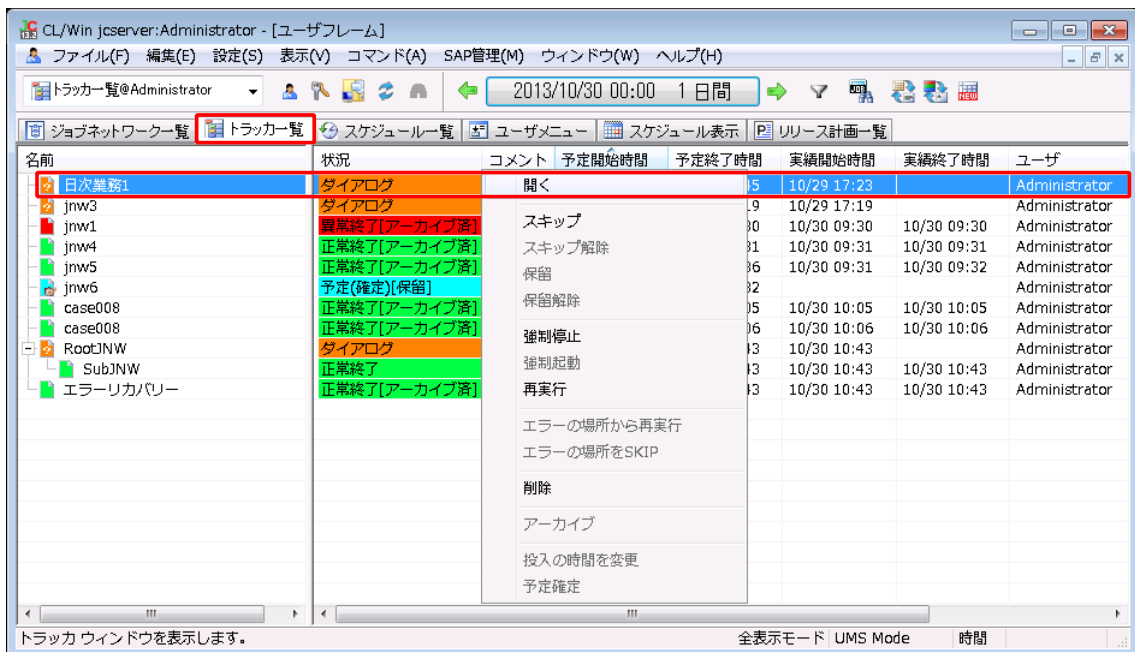 CL/Win jcserver:Administrator - [ユーザフレーム]
ファイル(F) 編集(E) 設定(S) 表示(V) コマンド(A) SAP管理(M) ウィンドウ(W) ヘルプ(H)
トラッカ一覧@Administrator 2013/10/30 00:00 1 日間
ジョブネットワーク一覧 トラッカ一覧 スケジュール一覧 ユーザメニュー スケジュール表示 リリース計画一覧
名前 状況 コメント 予定開始時間 予定終了時間 実績開始時間 実績終了時間 ユーザ
日次業務1 ダイアログ 開く 45 10/29 17:23 Administrator
jnw3 ダイアログ 10/29 17:19 Administrator
jnw1 異常終了[アーカイブ済] スキップ 30 10/30 09:30 10/30 09:30 Administrator
jnw4 正常終了[アーカイブ済] スキップ解除 31 10/30 09:31 10/30 09:31 Administrator
jnw5 正常終了[アーカイブ済] 保留 36 10/30 09:31 10/30 09:32 Administrator
jnw6 予定(確定)[保留] 32 Administrator
case008 正常終了[アーカイブ済] 保留解除 05 10/30 10:05 10/30 10:05 Administrator
case008 正常終了[アーカイブ済] 強制停止 06 10/30 10:06 10/30 10:06 Administrator
RootJNW ダイアログ 43 10/30 10:43 Administrator
SubJNW 正常終了 強制起動 43 10/30 10:43 10/30 10:43 Administrator
エラーリカバリー 正常終了[アーカイブ済] 再実行 43 10/30 10:43 10/30 10:43 Administrator
エラーの場所から再実行
エラーの場所をSKIP
削除
アーカイブ
投入の時間を変更
予定確定
トラッカ ウィンドウを表示します。 全表示モード UMS Mode 時間